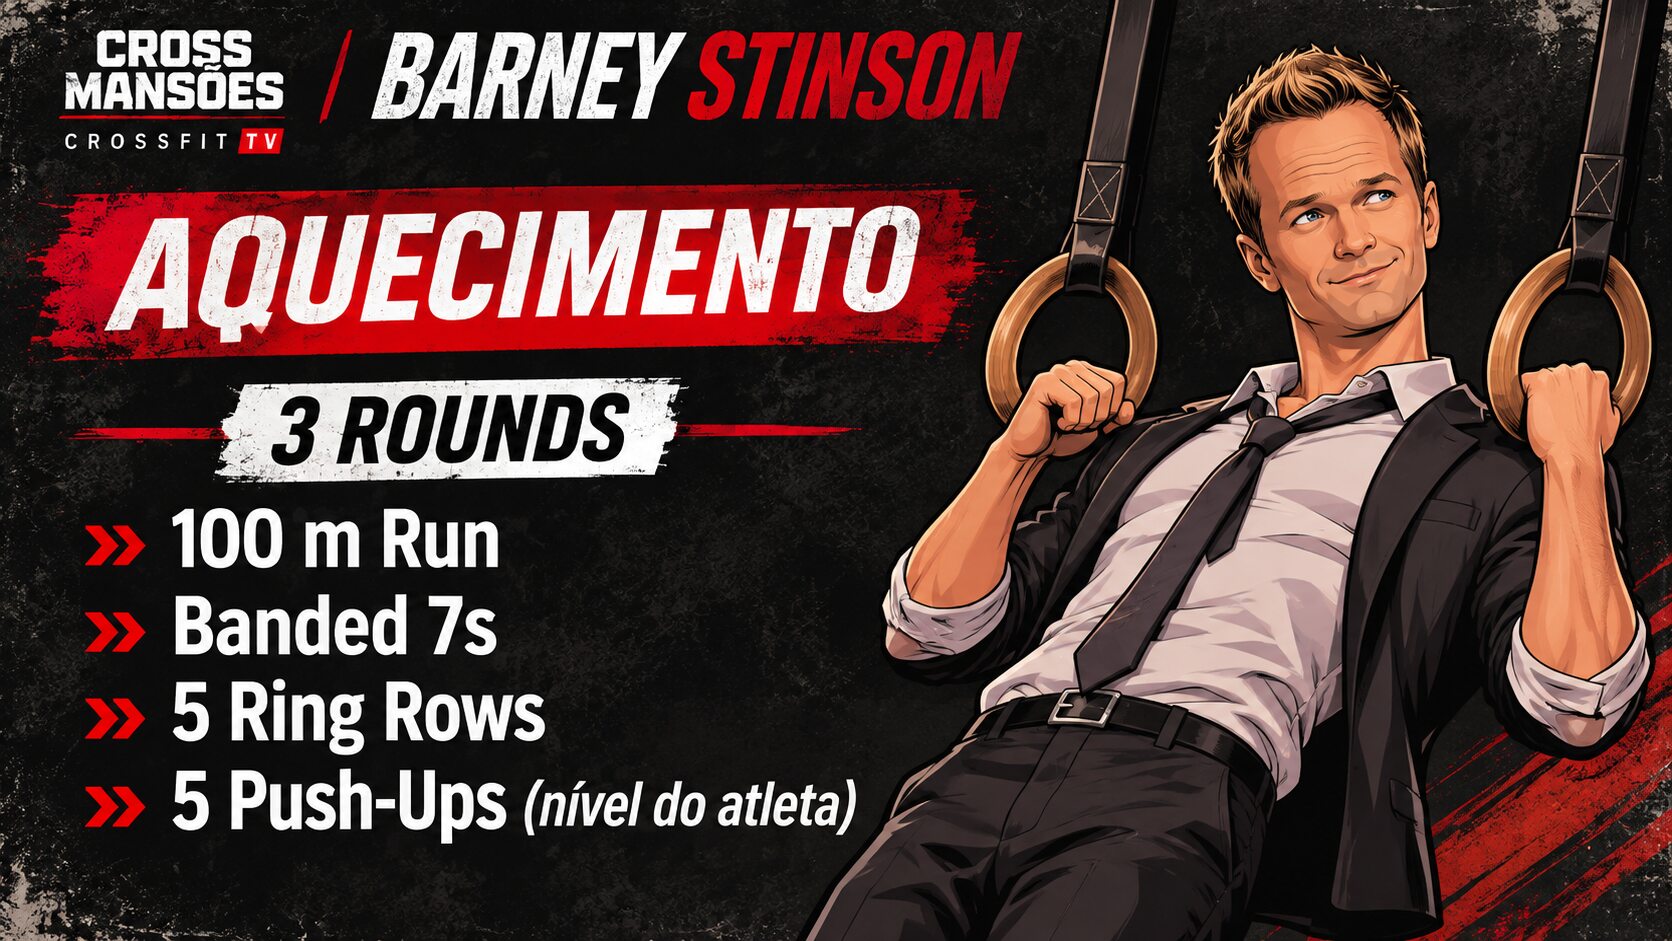 CROSS
MANSÕES
CROSSFIT TV
/ BARNEY STINSON
AQUECIMENTO
3 ROUNDS
» 100 m Run
» Banded 7s
» 5 Ring Rows
» 5 Push-Ups (nível do atleta)